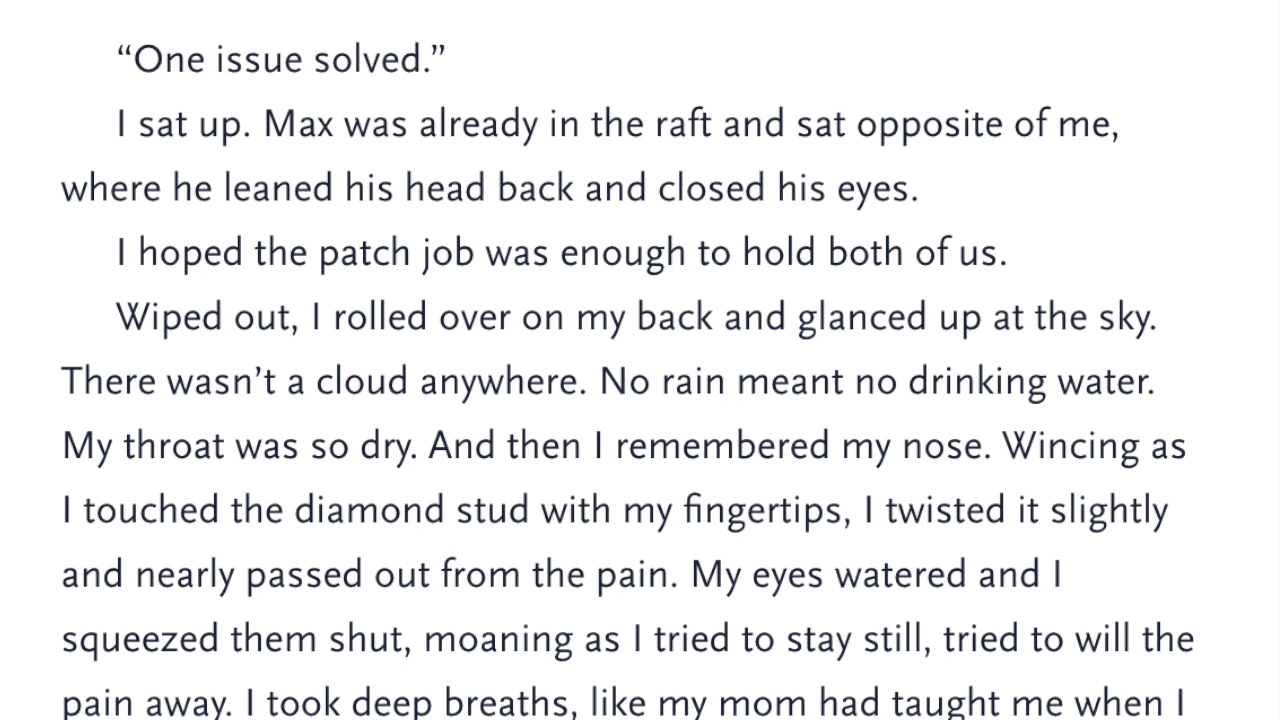 “One issue solved.”
I sat up. Max was already in the raft and sat opposite of me,
where he leaned his head back and closed his eyes.
I hoped the patch job was enough to hold both of us.
Wiped out, I rolled over on my back and glanced up at the sky.
There wasn’t a cloud anywhere. No rain meant no drinking water.
My throat was so dry. And then I remembered my nose. Wincing as
I touched the diamond stud with my fingertips, I twisted it slightly
and nearly passed out from the pain. My eyes watered and I
squeezed them shut, moaning as I tried to stay still, tried to will the
pain away. I took deep breaths, like my mom had taught me when I